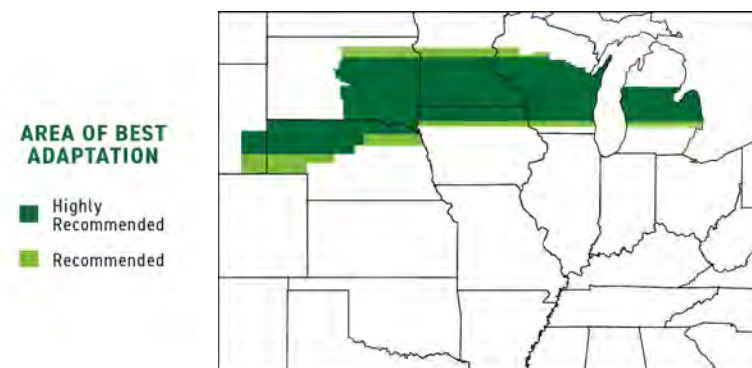 AREA OF BEST
ADAPTATION
Highly
Recommended
Recommended